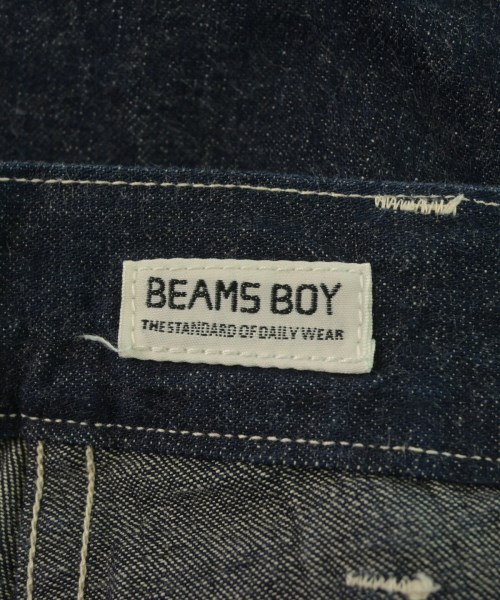 BEAMS BOY
THE STANDARD OF DAILY WEAR